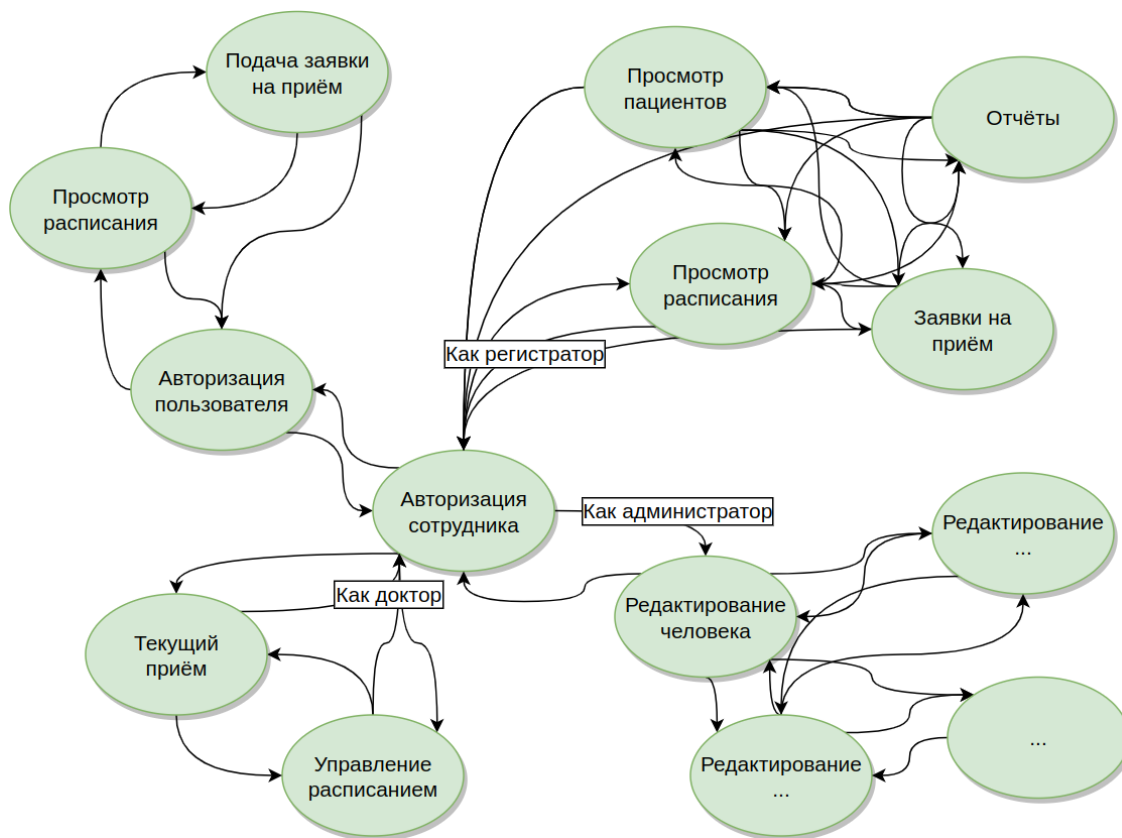 Подача заявки
на приём
Просмотр
пациентов
Отчёты
Просмотр
расписания
Просмотр
расписания
Заявки на
приём
Как регистратор
Авторизация
пользователя
Авторизация
сотрудника
Как администратор
Редактирование
...
Как доктор
Редактирование
человека
Текущий
приём
...
Управление
расписанием
Редактирование
...